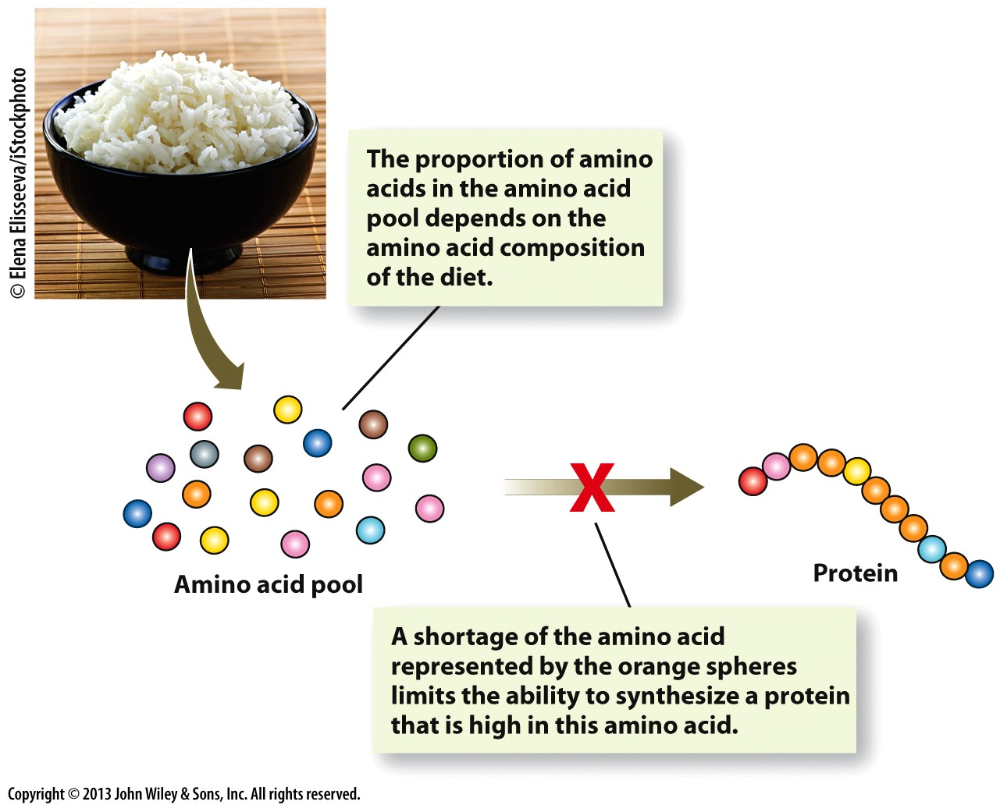 © Elena Elisseeva/iStockphoto
The proportion of amino
acids in the amino acid
pool depends on the
amino acid composition
of the diet.
X
Amino acid pool
Protein
A shortage of the amino acid
represented by the orange spheres
limits the ability to synthesize a protein
that is high in this amino acid.
Copyright © 2013 John Wiley & Sons, Inc. All rights reserved.